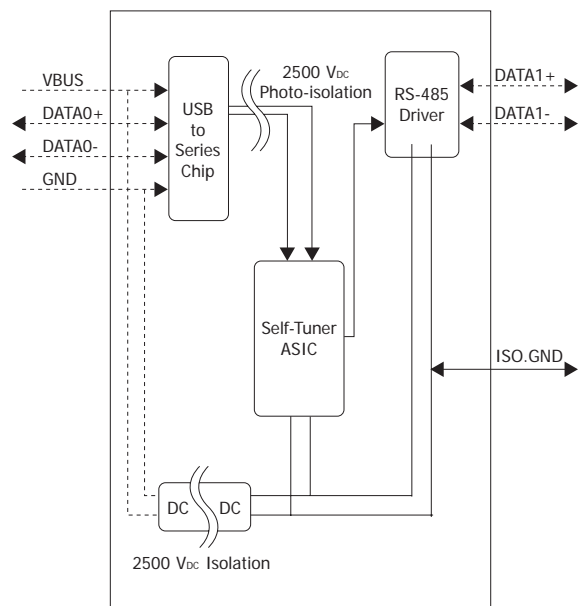 VBUS
DATA0+
DATA0-
GND
USB
to
Series
Chip
2500 VDC
Photo-isolation
RS-485
Driver
DATA1+
DATA1-
Self-Tuner
ASIC
ISO.GND
DC DC
2500 VDC Isolation